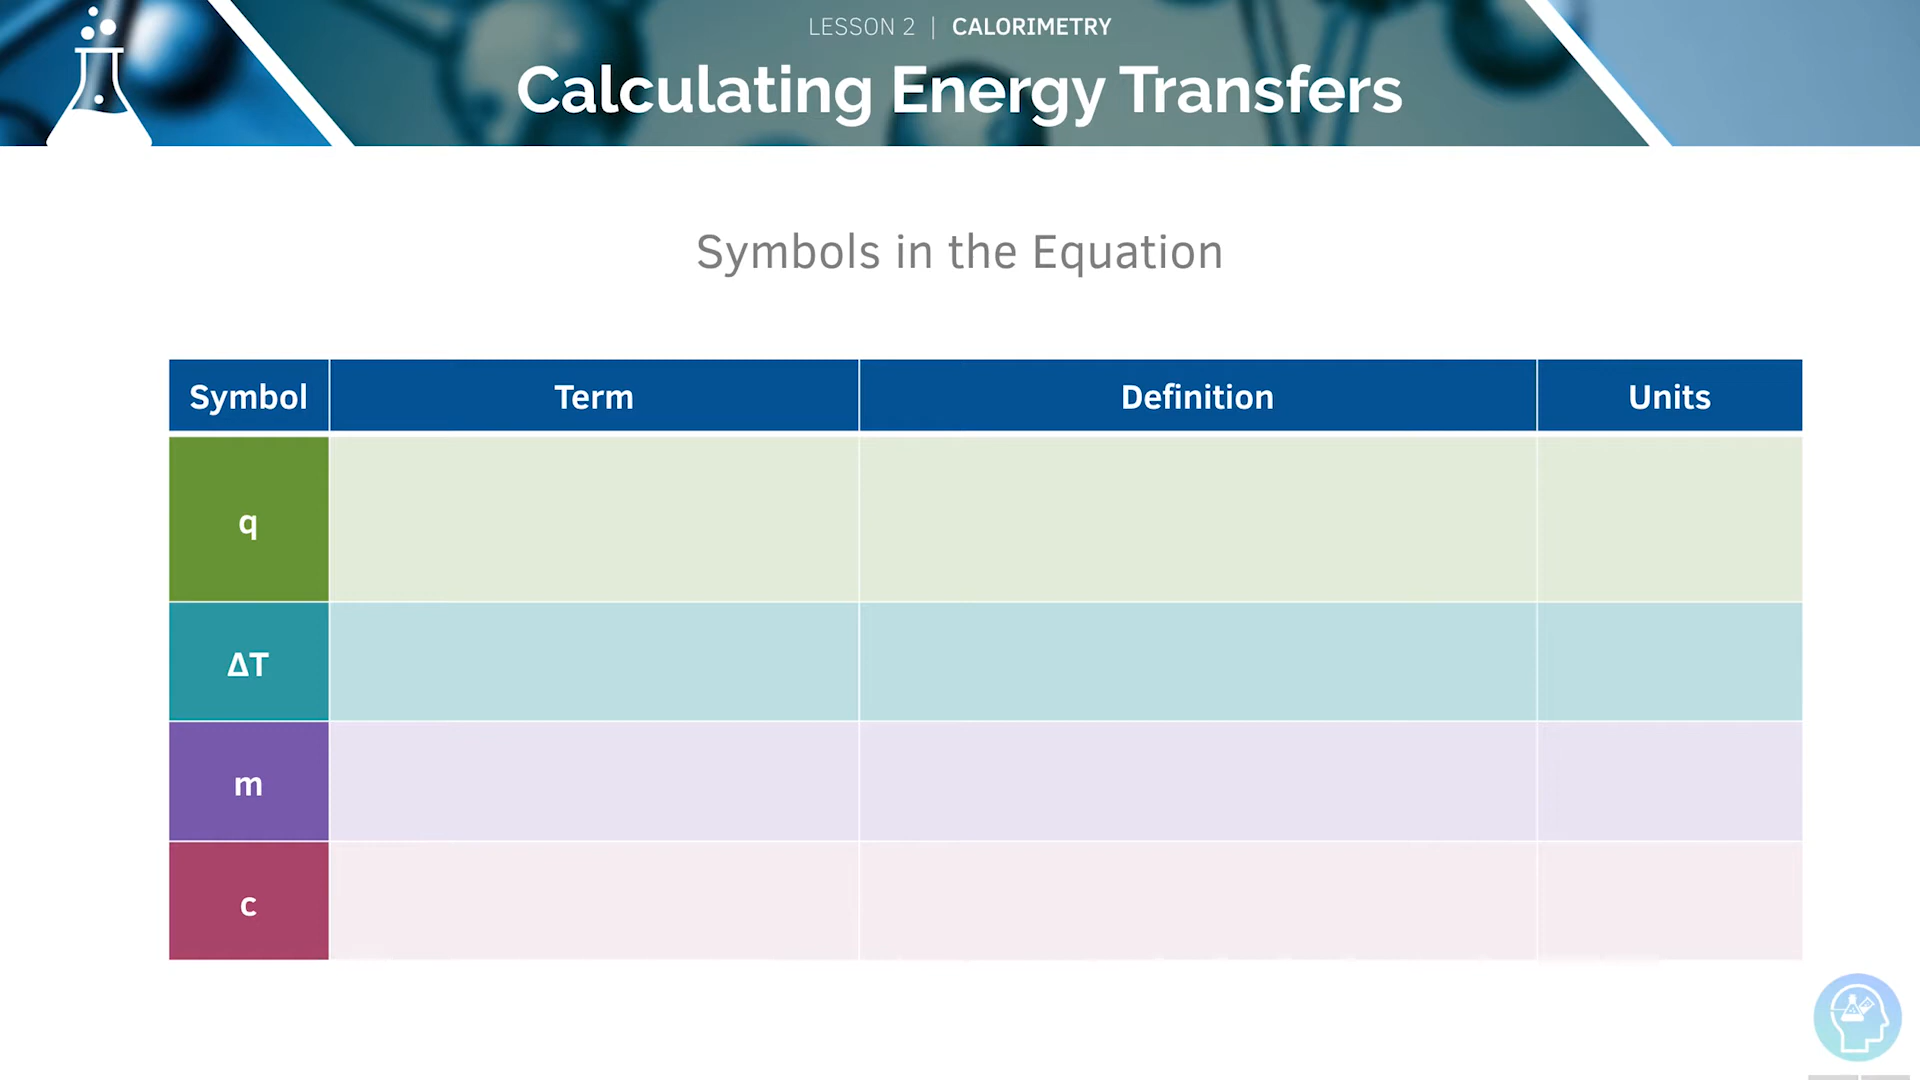 LESSON 2 | CALORIMETRY
Calculating Energy Transfers
Symbols in the Equation
Symbol Term Definition Units
q
ΔT
m
c